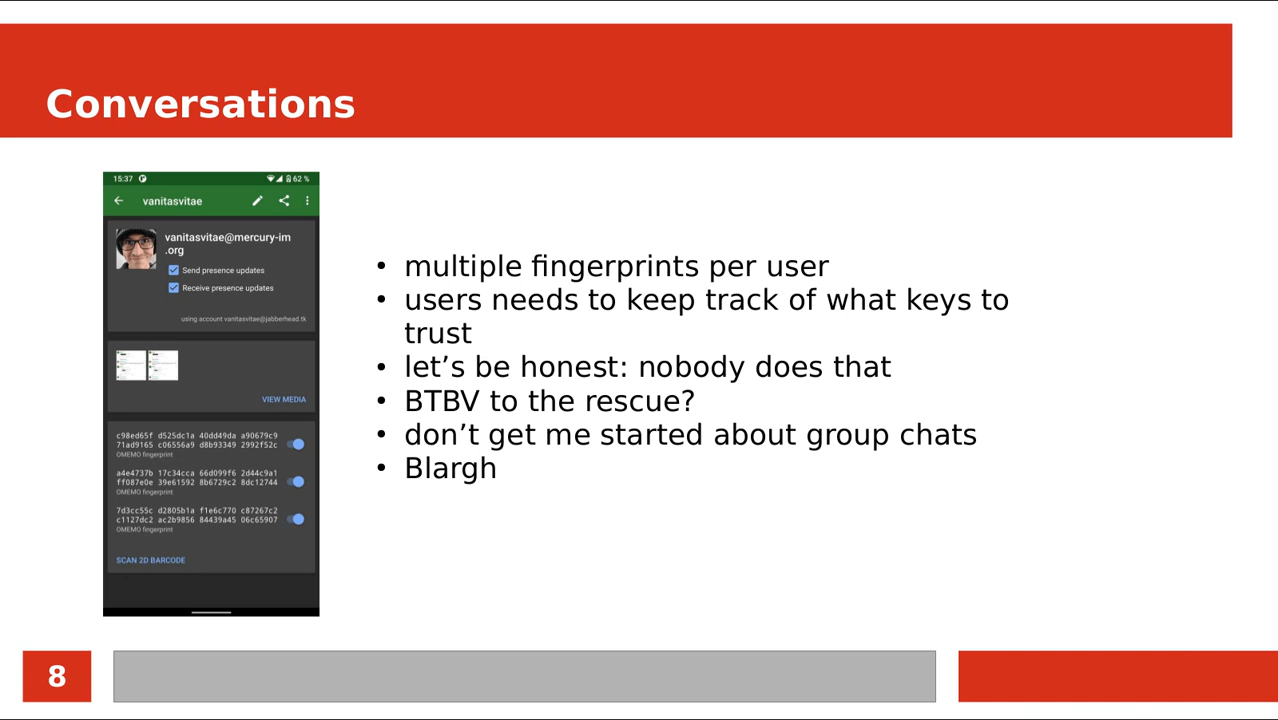 Conversations
15:37
62 %
vanitasvitae
vanitasvitae@mercury-im
.org
Send presence updates
Receive presence updates
using account vanitasvitae@jabberhead.tk
VIEW MEDIA
c98ed65f d525dc1a 40dd49da a90679c9
71ad9165 c06556a9 d8b93349 2992f52c
OMEMO fingerprint
a4e4737b 17c34cca 66d099f6 2d44c9a1
ff087e0e 39e61592 8b6729c2 8dc12744
OMEMO fingerprint
7d3cc55c d2805b1a f1e6c770 c87267c2
c1127dc2 ac2b9856 84439a45 06c65907
OMEMO fingerprint
SCAN 2D BARCODE
• multiple fingerprints per user
• users needs to keep track of what keys to
trust
• let’s be honest: nobody does that
• BTBV to the rescue?
• don’t get me started about group chats
• Blargh
8